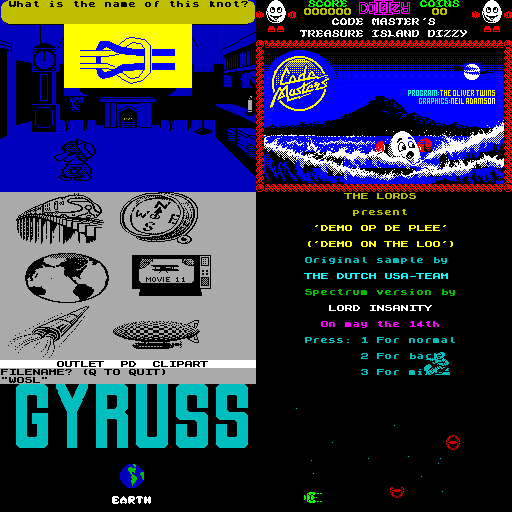 What is the name of this knot?
SCORE DIZZY COINS
000000 00
CODE MASTER'S
TREASURE ISLAND DIZZY
Code
Masters
PROGRAM:THE OLIVER TWINS
GRAPHICS:NEIL ADAMSON
N
W E
S
MOVIE 11
OUTLET PD CLIPART
FILENAME? (Q TO QUIT)
"WOSL"
THE LORDS
present
'DEMO OP DE PLEE'
('DEMO ON THE LOO')
Original sample by
THE DUTCH USA-TEAM
Spectrum version by
LORD INSANITY
On may the 14th
Press: 1 For normal
2 For bac
3 For mi
GYRUSS
EARTH